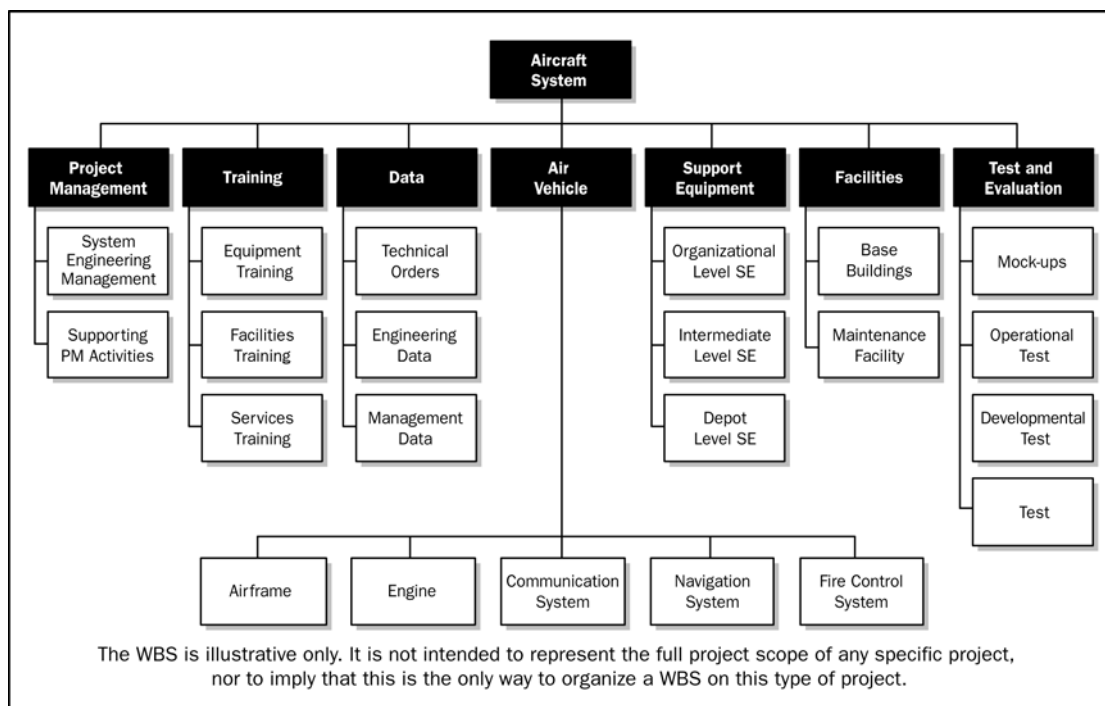 Aircraft
System
Project
Management
Training
Data
Air
Vehicle
Support
Equipment
Facilities
Test and
Evaluation
System
Engineering
Management
Equipment
Training
Technical
Orders
Organizational
Level SE
Base
Buildings
Mock-ups
Supporting
PM Activities
Facilities
Training
Engineering
Data
Intermediate
Level SE
Maintenance
Facility
Operational
Test
Services
Training
Management
Data
Depot
Level SE
Developmental
Test
Test
Airframe
Engine
Communication
System
Navigation
System
Fire Control
System
The WBS is illustrative only. It is not intended to represent the full project scope of any specific project,
nor to imply that this is the only way to organize a WBS on this type of project.